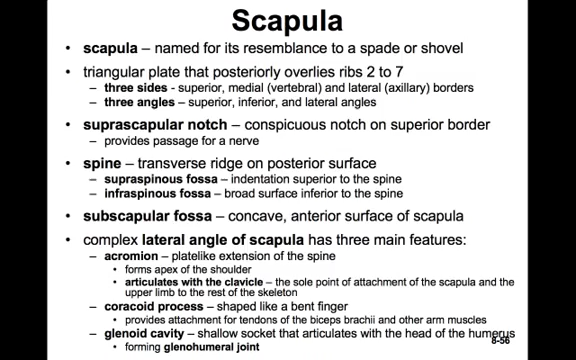 Scapula
• scapula – named for its resemblance to a spade or shovel
• triangular plate that posteriorly overlies ribs 2 to 7
– three sides - superior, medial (vertebral) and lateral (axillary) borders
– three angles – superior, inferior, and lateral angles
• suprascapular notch – conspicuous notch on superior border
– provides passage for a nerve
• spine – transverse ridge on posterior surface
– supraspinous fossa – indentation superior to the spine
– infraspinous fossa – broad surface inferior to the spine
• subscapular fossa – concave, anterior surface of scapula
• complex lateral angle of scapula has three main features:
– acromion – platelike extension of the spine
• forms apex of the shoulder
• articulates with the clavicle – the sole point of attachment of the scapula and the
upper limb to the rest of the skeleton
– coracoid process – shaped like a bent finger
• provides attachment for tendons of the biceps brachii and other arm muscles
– glenoid cavity – shallow socket that articulates with the head of the humerus
• forming glenohumeral joint
8-56